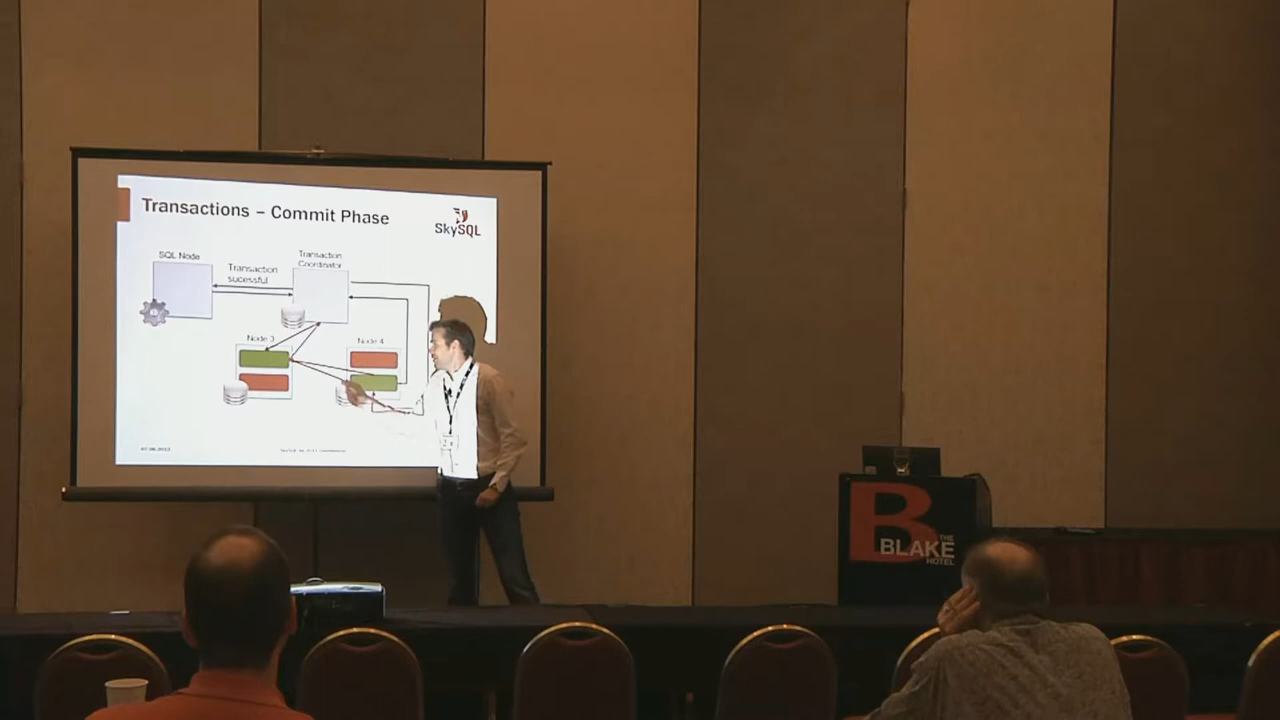 Transactions – Commit Phase
SkySQL
SQL Node
Transaction
Coordinator
Transaction
sucessful
Node 3
Node 4
B
THE
BLAKE
HOTEL